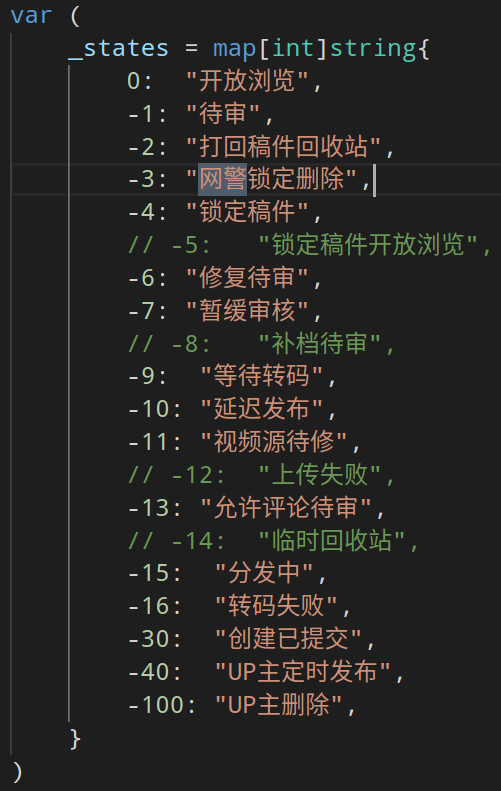 var (
_states = map[int]string{
0: "开放浏览",
-1: "待审",
-2: "打回稿件回收站",
-3: "网警锁定删除",
-4: "锁定稿件",
// -5: "锁定稿件开放浏览",
-6: "修复待审",
-7: "暂缓审核",
// -8: "补档待审",
-9: "等待转码",
-10: "延迟发布",
-11: "视频源待修",
// -12: "上传失败",
-13: "允许评论待审",
// -14: "临时回收站",
-15: "分发中",
-16: "转码失败",
-30: "创建已提交",
-40: "UP主定时发布",
-100: "UP主删除",
}
)